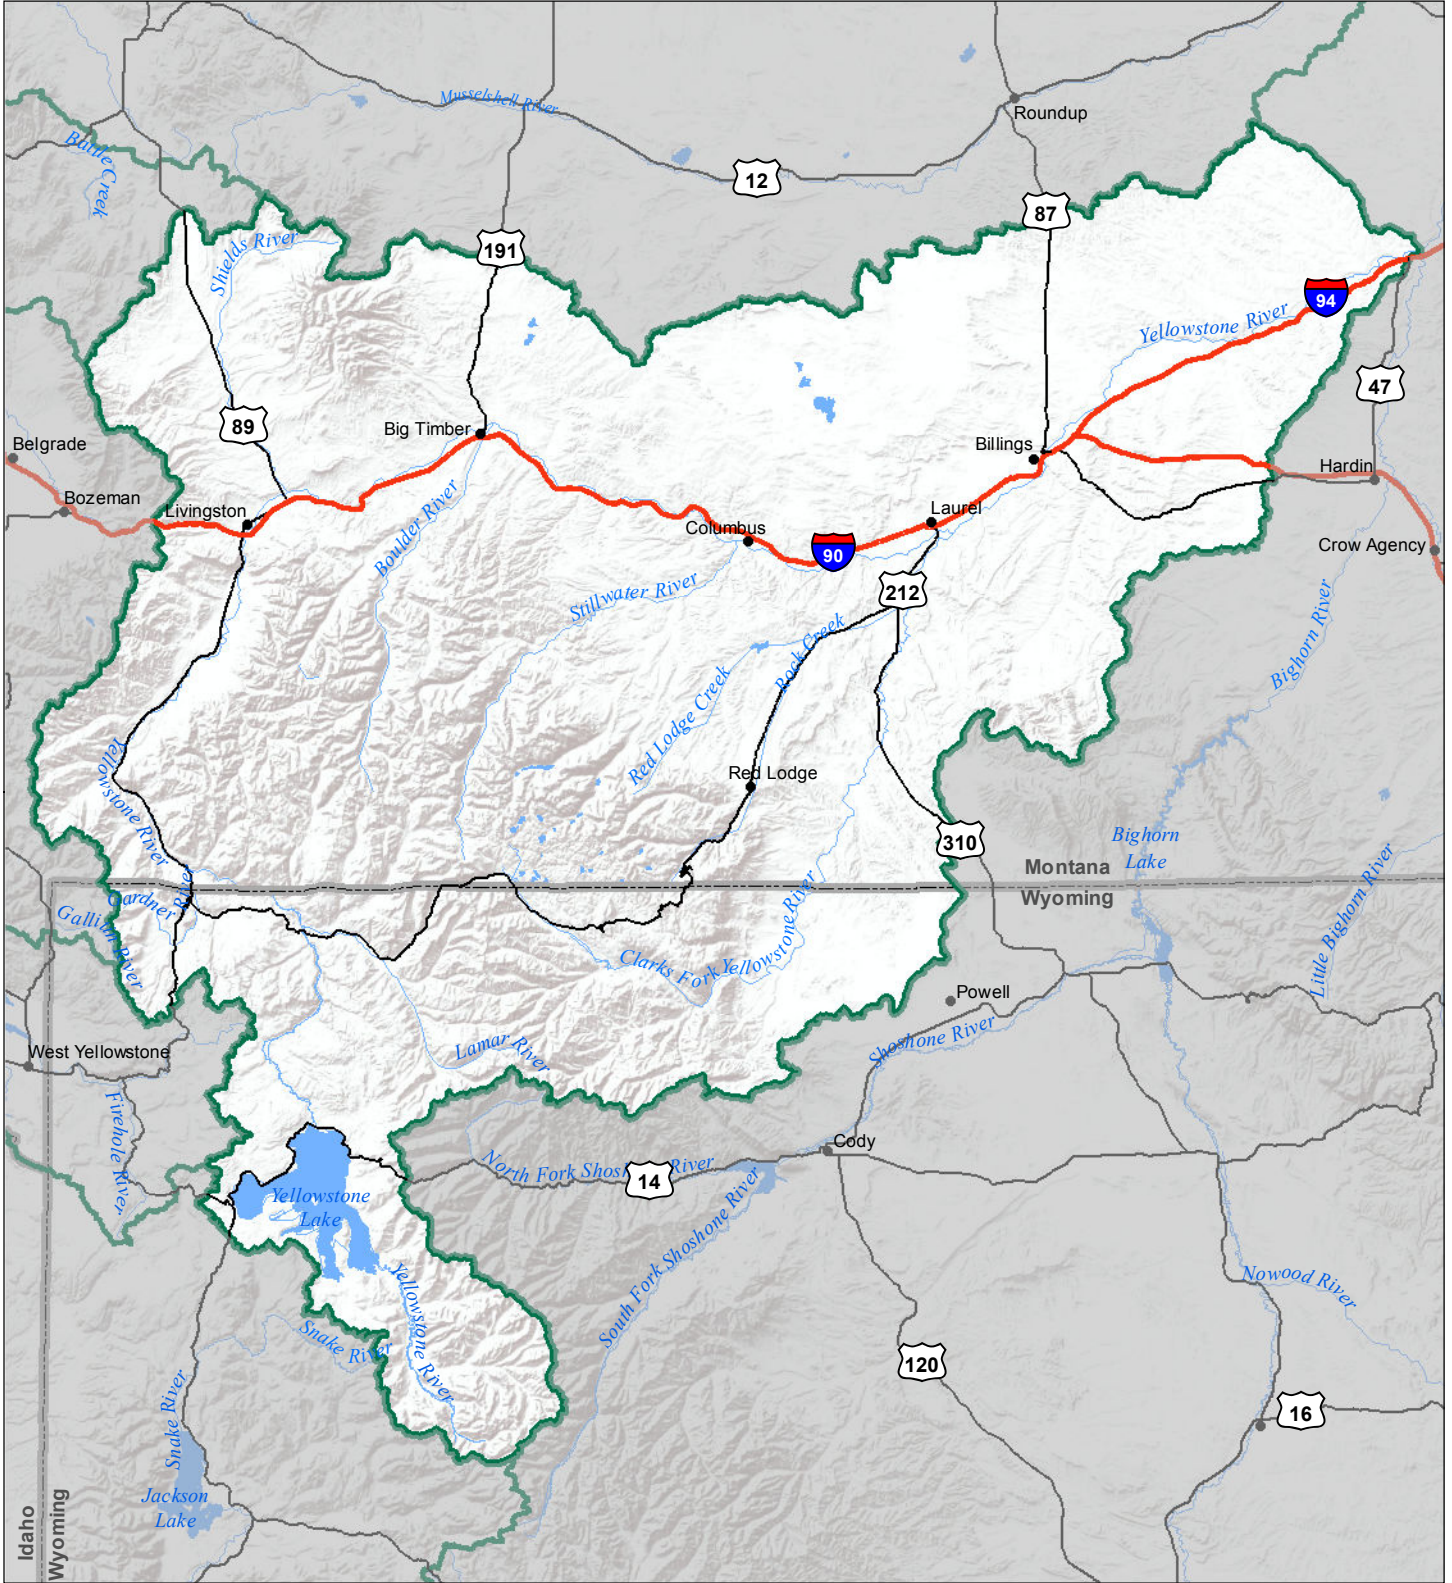 Musselshell River
Roundup
Battle
Creek
12
87
191
Shields River
94
Yellowstone River
47
89
Big Timber
Billings
Belgrade
Hardin
Bozeman
Livingston
Laurel
Columbus
Crow Agency
90
Boulder River
212
Stillwater River
Bighorn River
Rock Creek
Red Lodge Creek
Red Lodge
Yellowstone River
310
Bighorn
Lake
Montana
Wyoming
Gardner River
Gallitin River
Little Bighorn River
Clarks Fork Yellowstone River
Powell
Shoshone River
Lamar River
West Yellowstone
Firehole River
Cody
North Fork Shoshone River
14
Yellowstone
Lake
South Fork Shoshone River
Yellowstone River
Nowood River
Snake River
120
Snake River
16
Jackson
Lake
Idaho
Wyoming